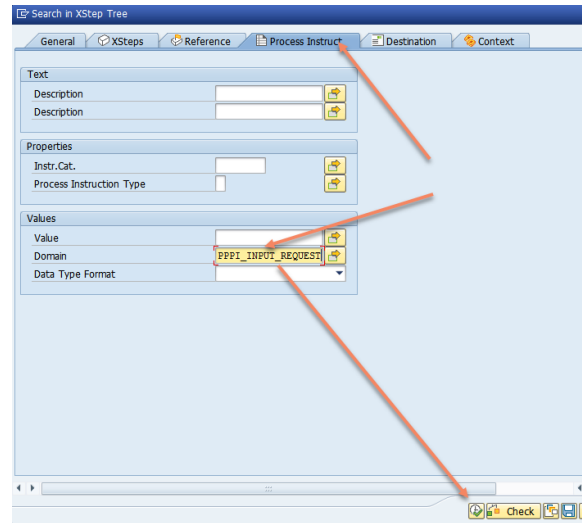 Search in XStep Tree
General XSteps Reference Process Instruct Destination Context
Text
Description
Description
Properties
Instr.Cat.
Process Instruction Type
Values
Value
Domain PPPI_INPUT_REQUEST
Data Type Format
Check